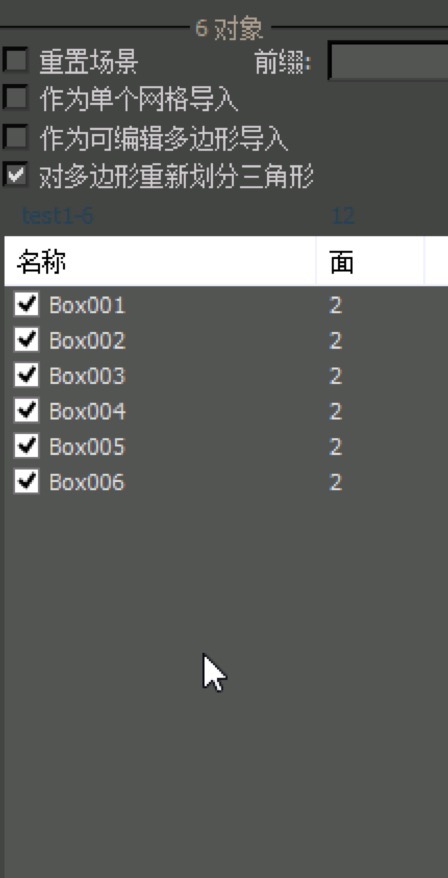 6 对象
重置场景 前缀:
作为单个网格导入
作为可编辑多边形导入
对多边形重新划分三角形
test1-6 12
名称 面
Box001 2
Box002 2
Box003 2
Box004 2
Box005 2
Box006 2